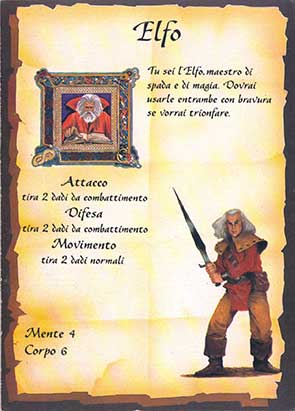 Elfo
Tu sei l'Elfo, maestro di
spada e di magia. Dovrai
usarle entrambe con bravura
se vorrai trionfare.
Attacco
tira 2 dadi da combattimento
Difesa
tira 2 dadi da combattimento
Movimento
tira 2 dadi normali
Mente 4
Corpo 6